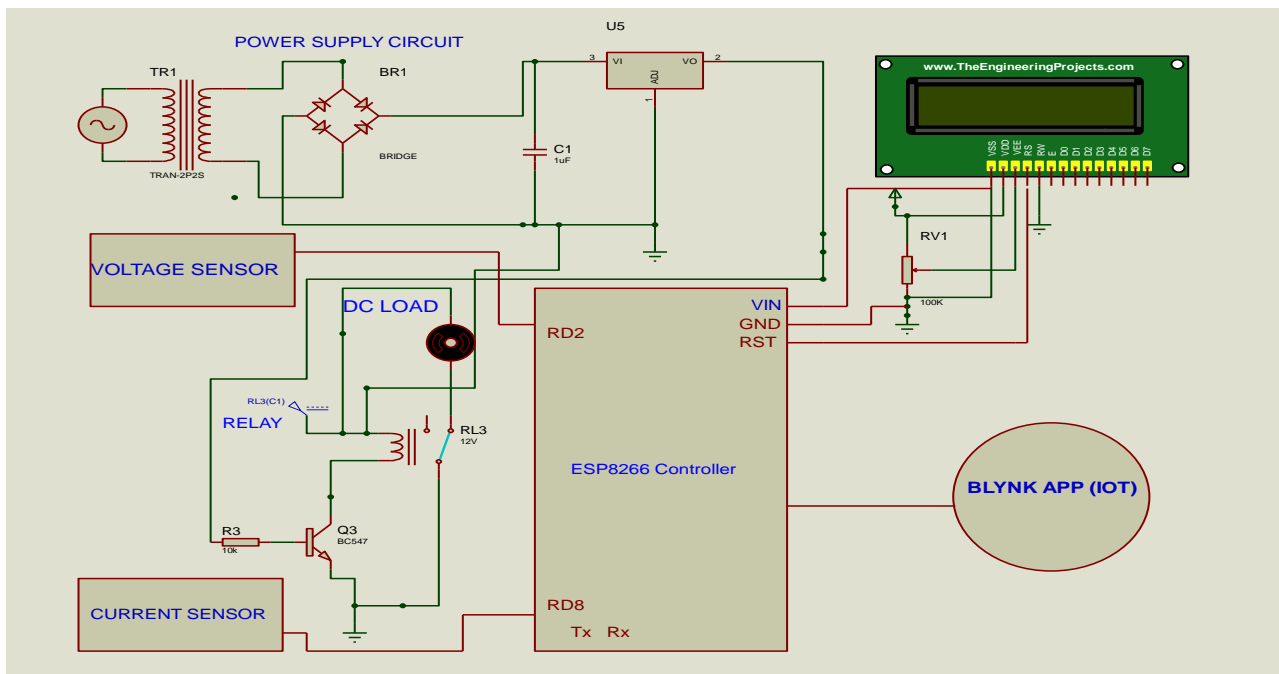 U5
POWER SUPPLY CIRCUIT
TR1
BR1
3 VI VO 2
ADJ
1
www.TheEngineeringProjects.com
BRIDGE
C1
1uF
TRAN-2P2S
VSS VDD VEE RS RW E D0 D1 D2 D3 D4 D5 D6 D7
RV1
VOLTAGE SENSOR
100K
DC LOAD
VIN
GND
RD2
RST
RL3(C1)
RELAY
RL3
12V
ESP8266 Controller
BLYNK APP (IOT)
R3
10k
Q3
BC547
CURRENT SENSOR
RD8
Tx Rx